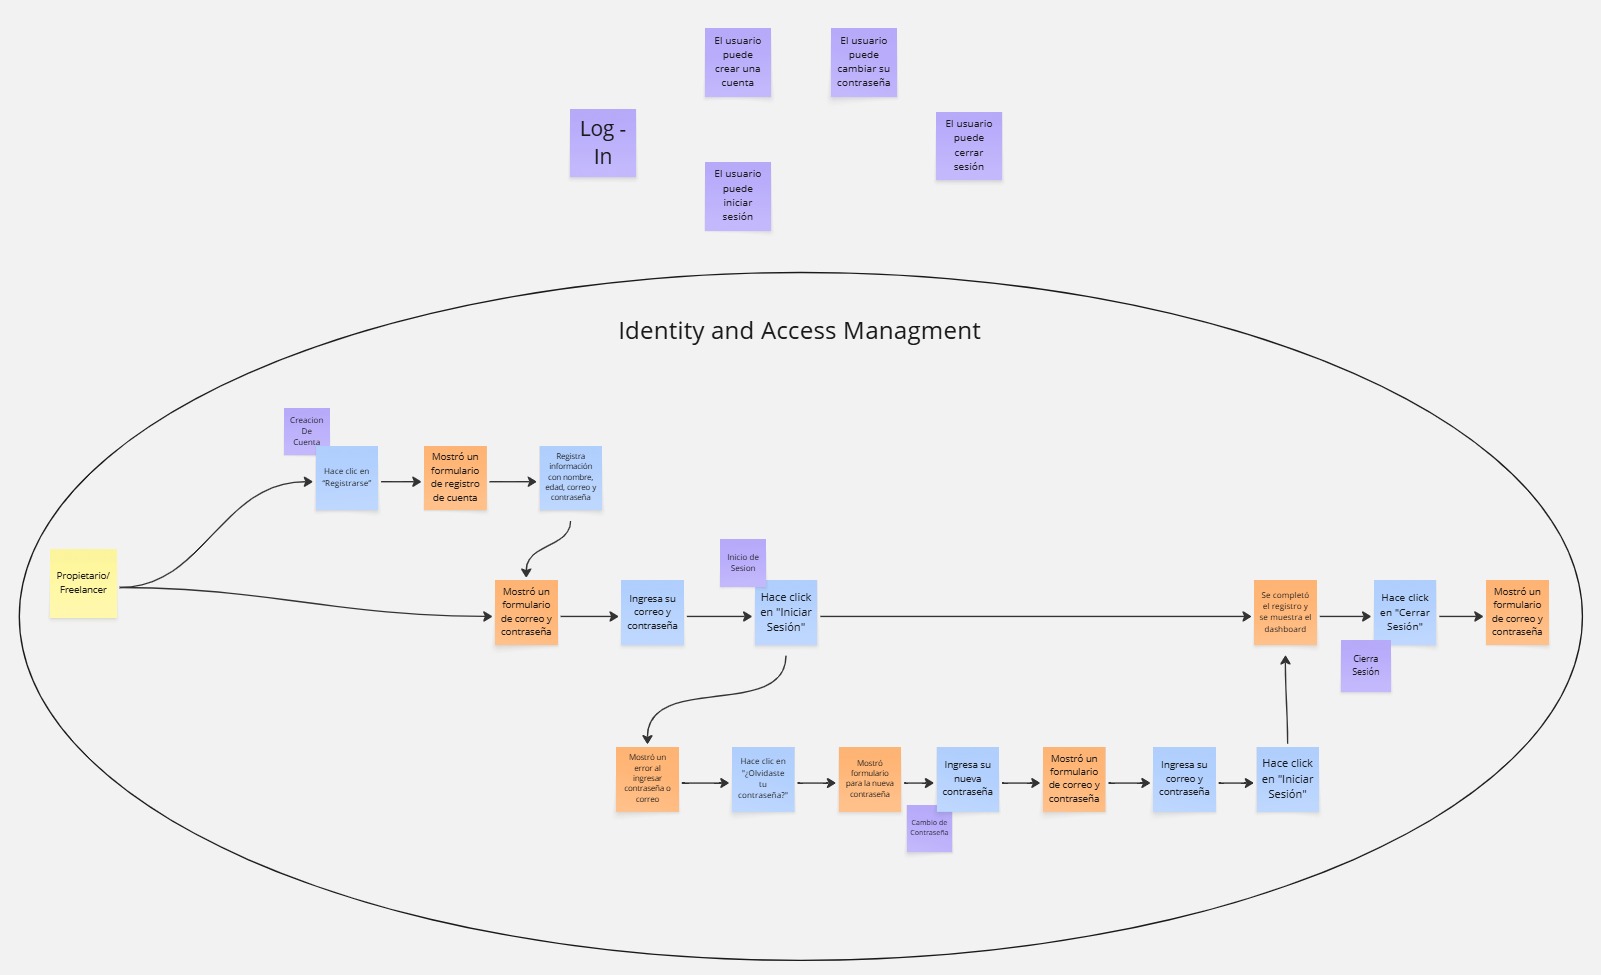 El usuario
puede
crear una
cuenta
El usuario
puede
cambiar su
contraseña
Log -
In
El usuario
puede
cerrar
sesión
El usuario
puede
iniciar
sesión
Identity and Access Managment
Creacion
De
Cuenta
Hace clic en
“Registrarse”
Mostró un
formulario
de registro
de cuenta
Registra
información
con nombre,
edad, correo y
contraseña
Propietario/
Freelancer
Mostró un
formulario
de correo y
contraseña
Ingresa su
correo y
contraseña
Inicio de
Sesion
Hace click
en "Iniciar
Sesión"
Se completó
el registro y
se muestra el
dashboard
Hace click
en "Cerrar
Sesión"
Cierra
Sesión
Mostró un
formulario
de correo y
contraseña
Mostró un
error al
ingresar
contraseña o
correo
Hace clic en
"¿Olvidaste
tu
contraseña?"
Mostró
formulario
para la nueva
contraseña
Ingresa su
nueva
contraseña
Cambio de
Contraseña
Mostró un
formulario
de correo y
contraseña
Ingresa su
correo y
contraseña
Hace click
en "Iniciar
Sesión"